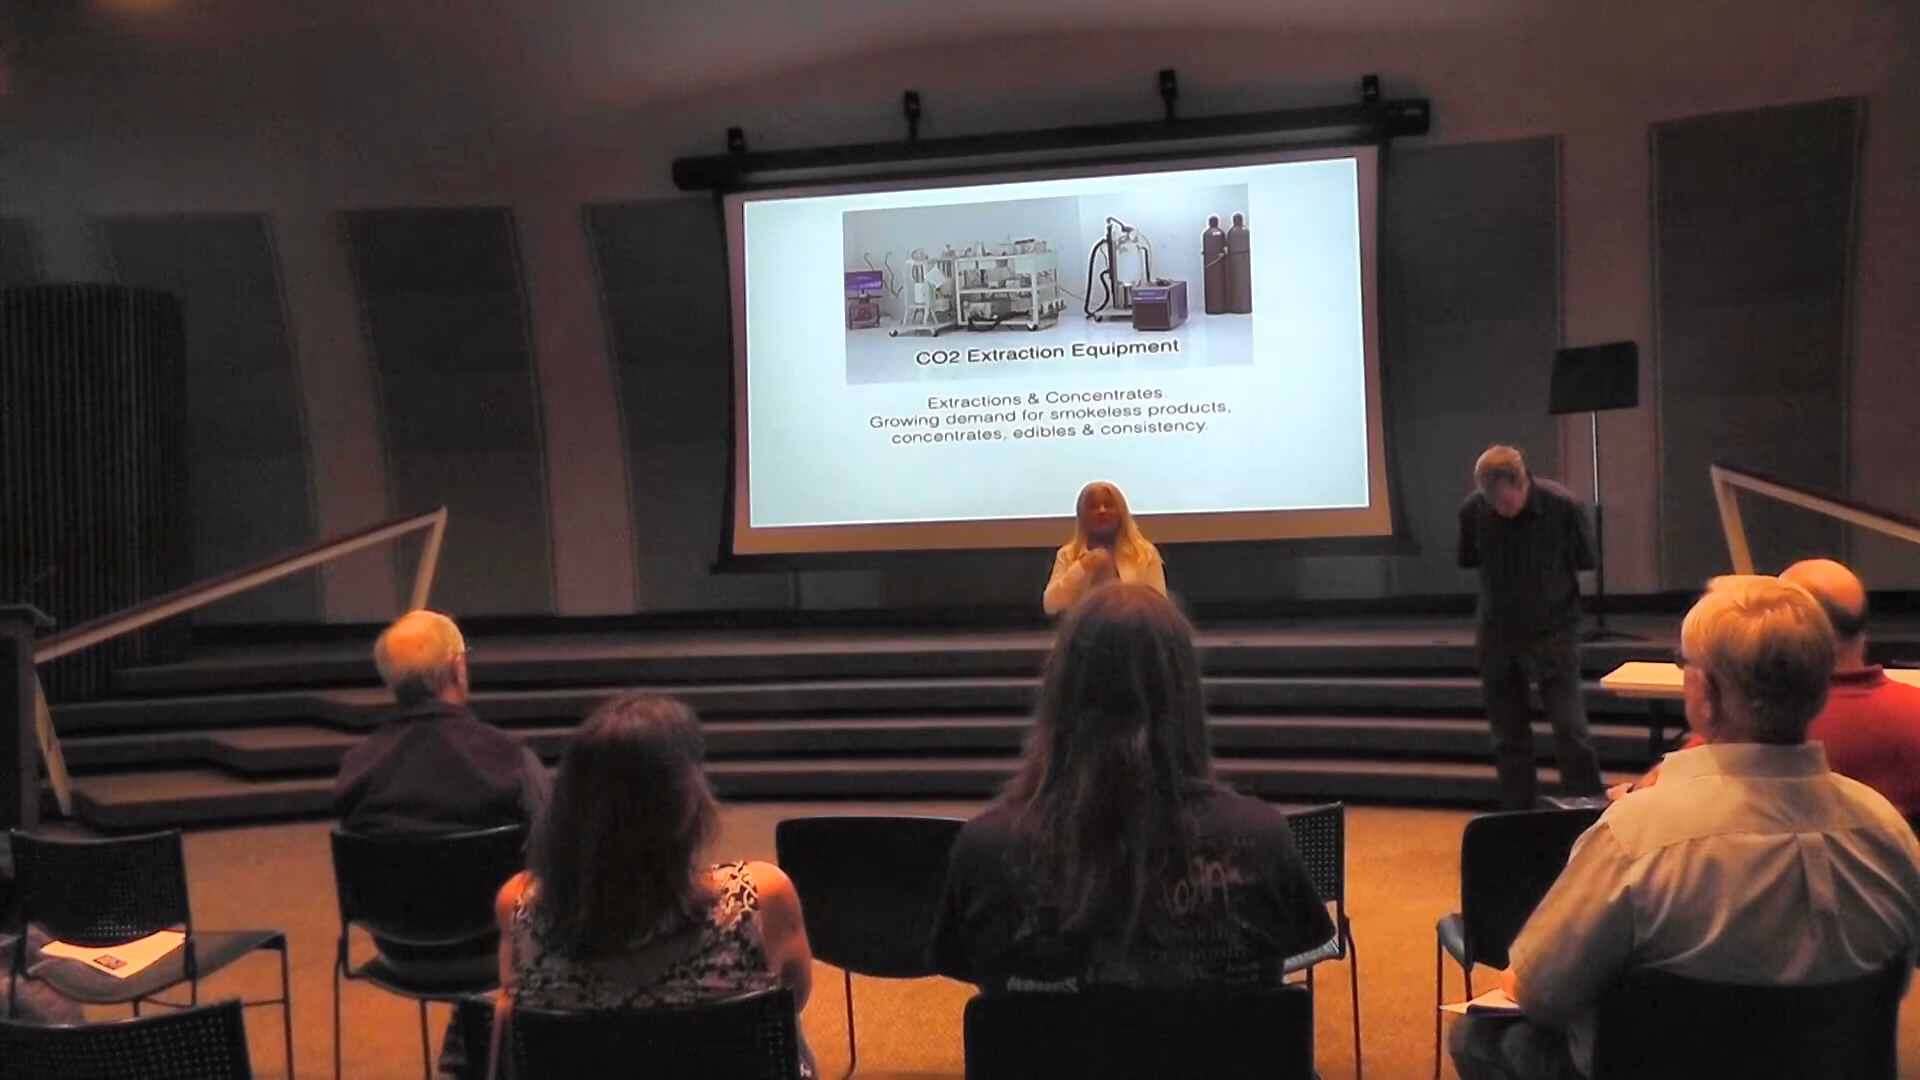 CO2 Extraction Equipment
Extractions & Concentrates.
Growing demand for smokeless products,
concentrates, edibles & consistency.